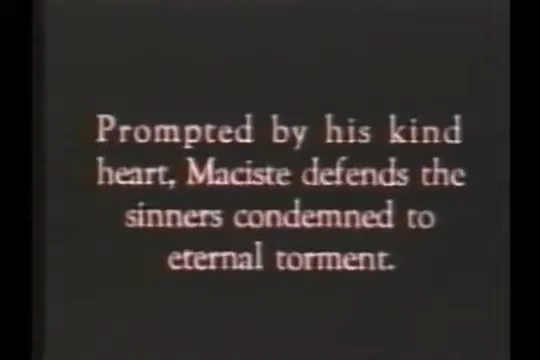 Prompted by his kind
heart, Maciste defends the
sinners condemned to
eternal torment.